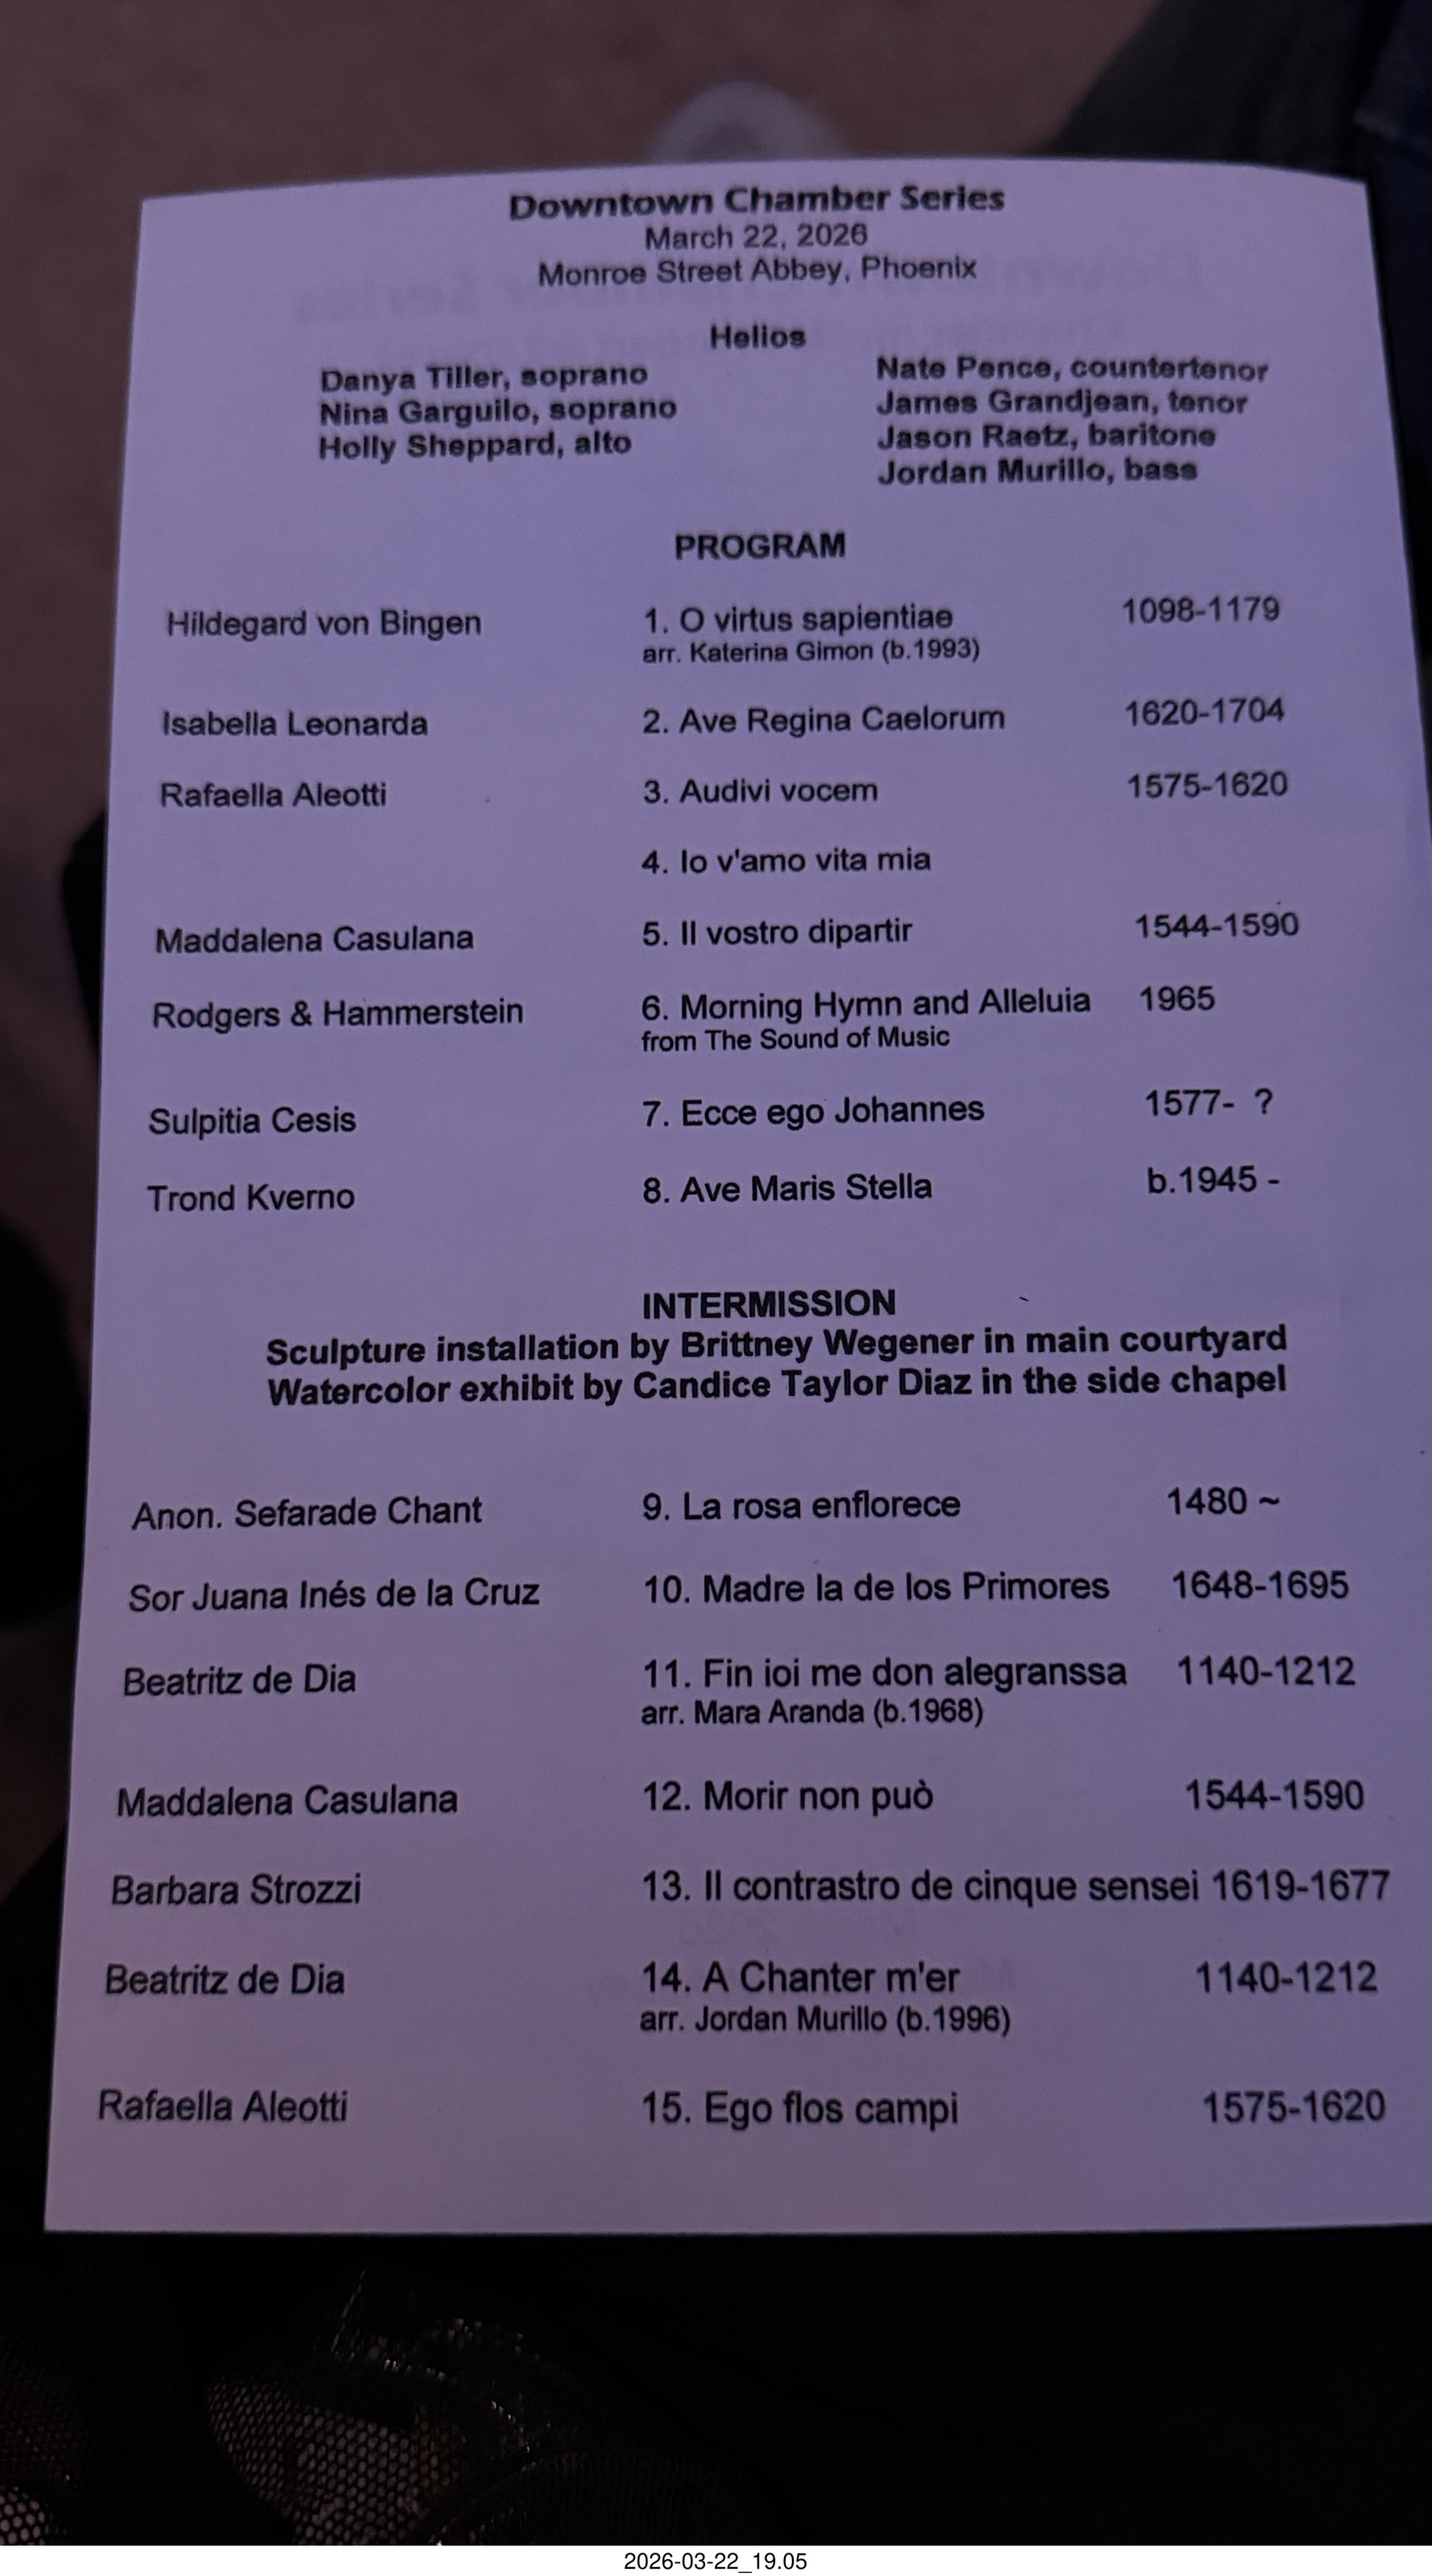 Downtown Chamber Series
March 22, 2026
Monroe Street Abbey, Phoenix
Helios
Danya Tiller, soprano
Nina Garguilo, soprano
Holly Sheppard, alto
Nate Pence, countertenor
James Grandjean, tenor
Jason Raetz, baritone
Jordan Murillo, bass
PROGRAM
Hildegard von Bingen 1. O virtus sapientiae 1098-1179
arr. Katerina Gimon (b.1993)
Isabella Leonarda 2. Ave Regina Caelorum 1620-1704
Rafaella Aleotti 3. Audivi vocem 1575-1620
4. Io v'amo vita mia
Maddalena Casulana 5. Il vostro dipartir 1544-1590
Rodgers & Hammerstein 6. Morning Hymn and Alleluia 1965
from The Sound of Music
Sulpitia Cesis 7. Ecce ego Johannes 1577- ?
Trond Kverno 8. Ave Maris Stella b.1945 -
INTERMISSION
Sculpture installation by Brittney Wegener in main courtyard
Watercolor exhibit by Candice Taylor Diaz in the side chapel
Anon. Sefarade Chant 9. La rosa enflorece 1480 ~
Sor Juana Inés de la Cruz 10. Madre la de los Primores 1648-1695
Beatritz de Dia 11. Fin ioi me don alegranssa 1140-1212
arr. Mara Aranda (b.1968)
Maddalena Casulana 12. Morir non può 1544-1590
Barbara Strozzi 13. Il contrastro de cinque sensei 1619-1677
Beatritz de Dia 14. A Chanter m'er 1140-1212
arr. Jordan Murillo (b.1996)
Rafaella Aleotti 15. Ego flos campi 1575-1620
2026-03-22_19.05